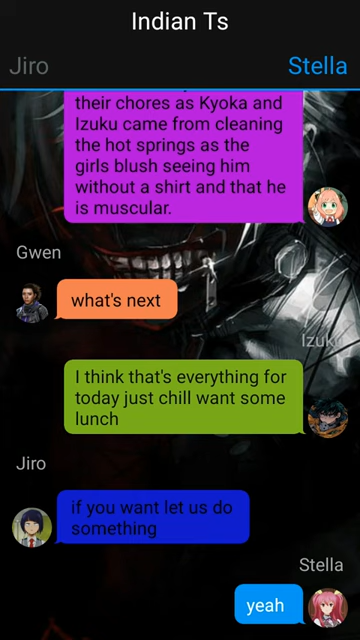 Indian Ts
Jiro
Stella
their chores as Kyoka and
Izuku came from cleaning
the hot springs as the
girls blush seeing him
without a shirt and that he
is muscular.
Gwen
what's next
Izuku
I think that's everything for
today just chill want some
lunch
Jiro
if you want let us do
something
Stella
yeah